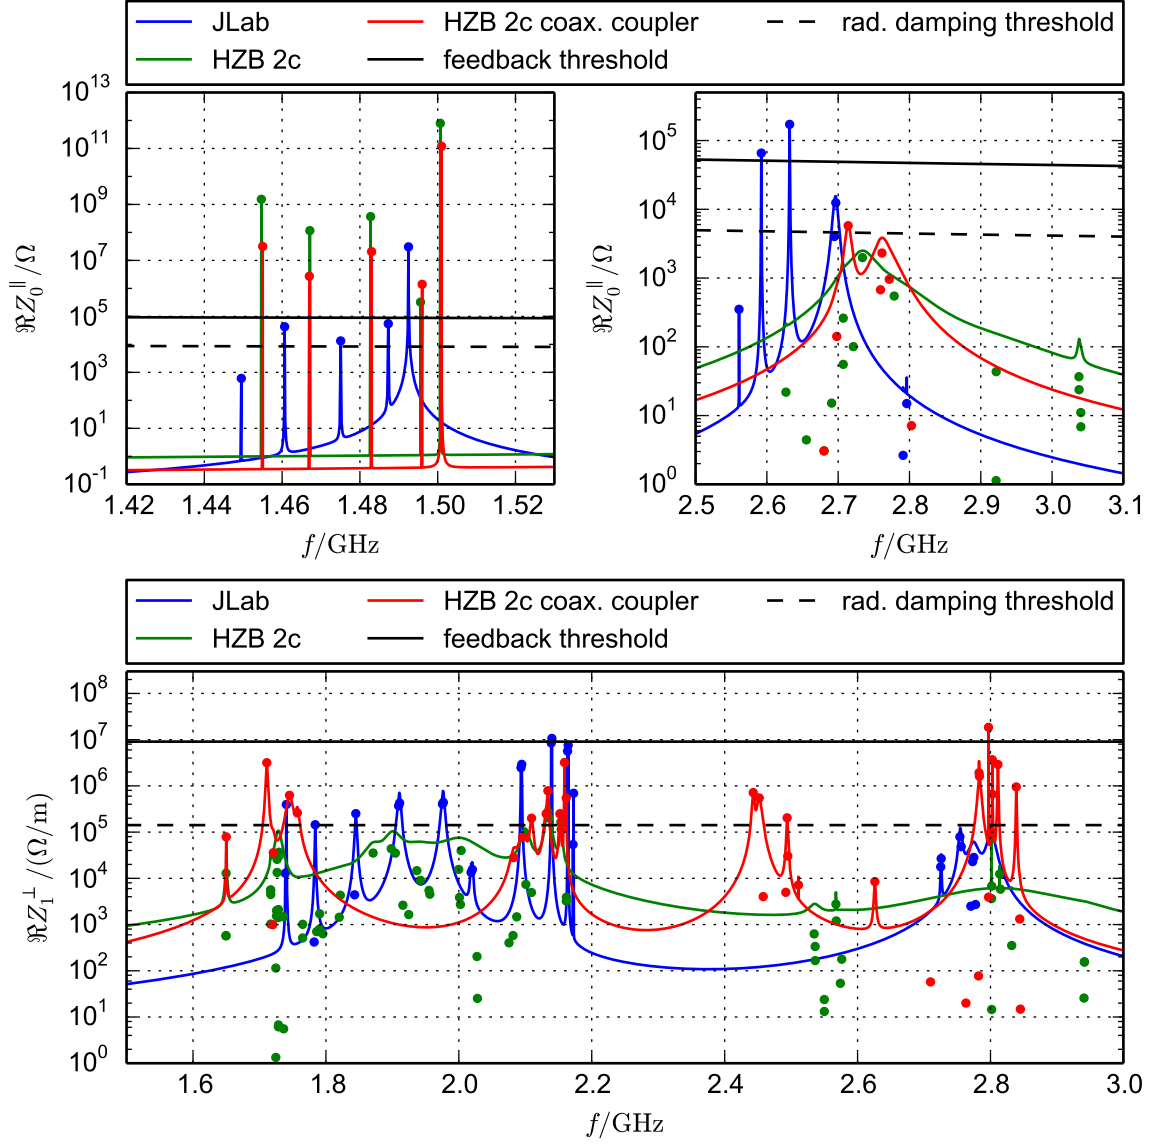 JLab HZB 2c coax. coupler rad. damping threshold
HZB 2c feedback threshold
10^13
10^11
10^9
10^7
10^5
10^3
10^1
10^−1
ℜZ_0^∥/Ω
1.42 1.44 1.46 1.48 1.50 1.52
f/GHz
10^5
10^4
10^3
10^2
10^1
10^0
ℜZ_0^∥/Ω
2.5 2.6 2.7 2.8 2.9 3.0 3.1
f/GHz
JLab HZB 2c coax. coupler rad. damping threshold
HZB 2c feedback threshold
10^8
10^7
10^6
10^5
10^4
10^3
10^2
10^1
10^0
ℜZ_1^⊥/(Ω/m)
1.6 1.8 2.0 2.2 2.4 2.6 2.8 3.0
f/GHz